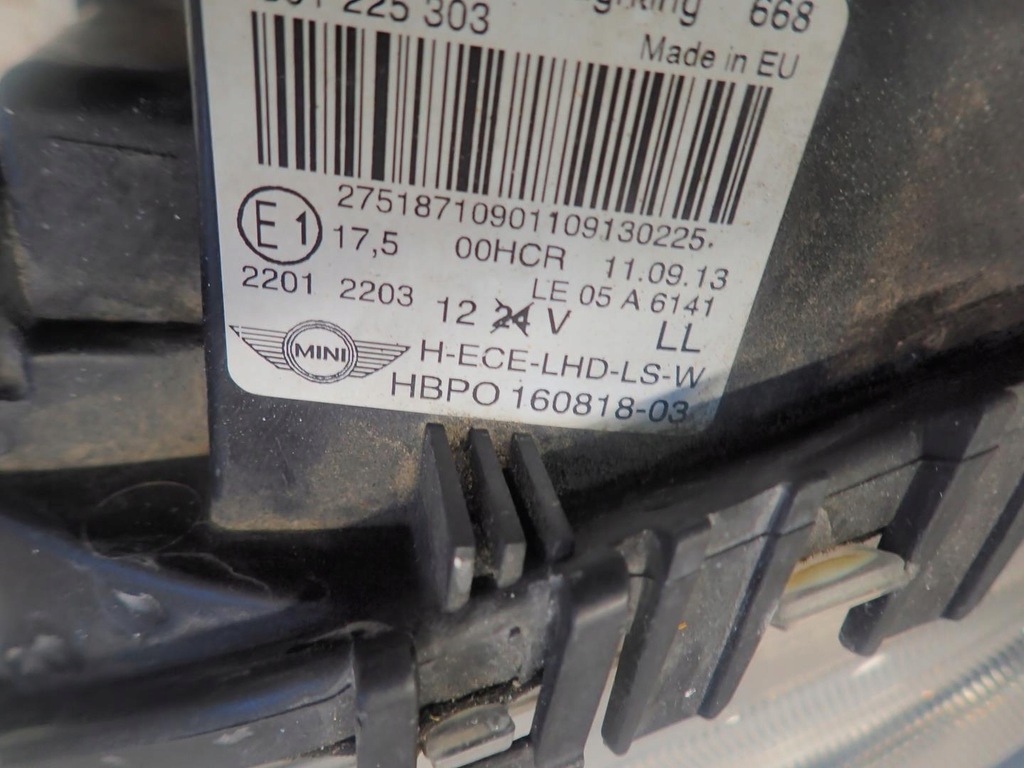 225 303
668
Made in EU
27518710901109130225
E1 17,5 00HCR 11.09.13
2201 2203 LE 05 A 6141
12 24 V LL
MINI H-ECE-LHD-LS-W
HBPO 160818-03